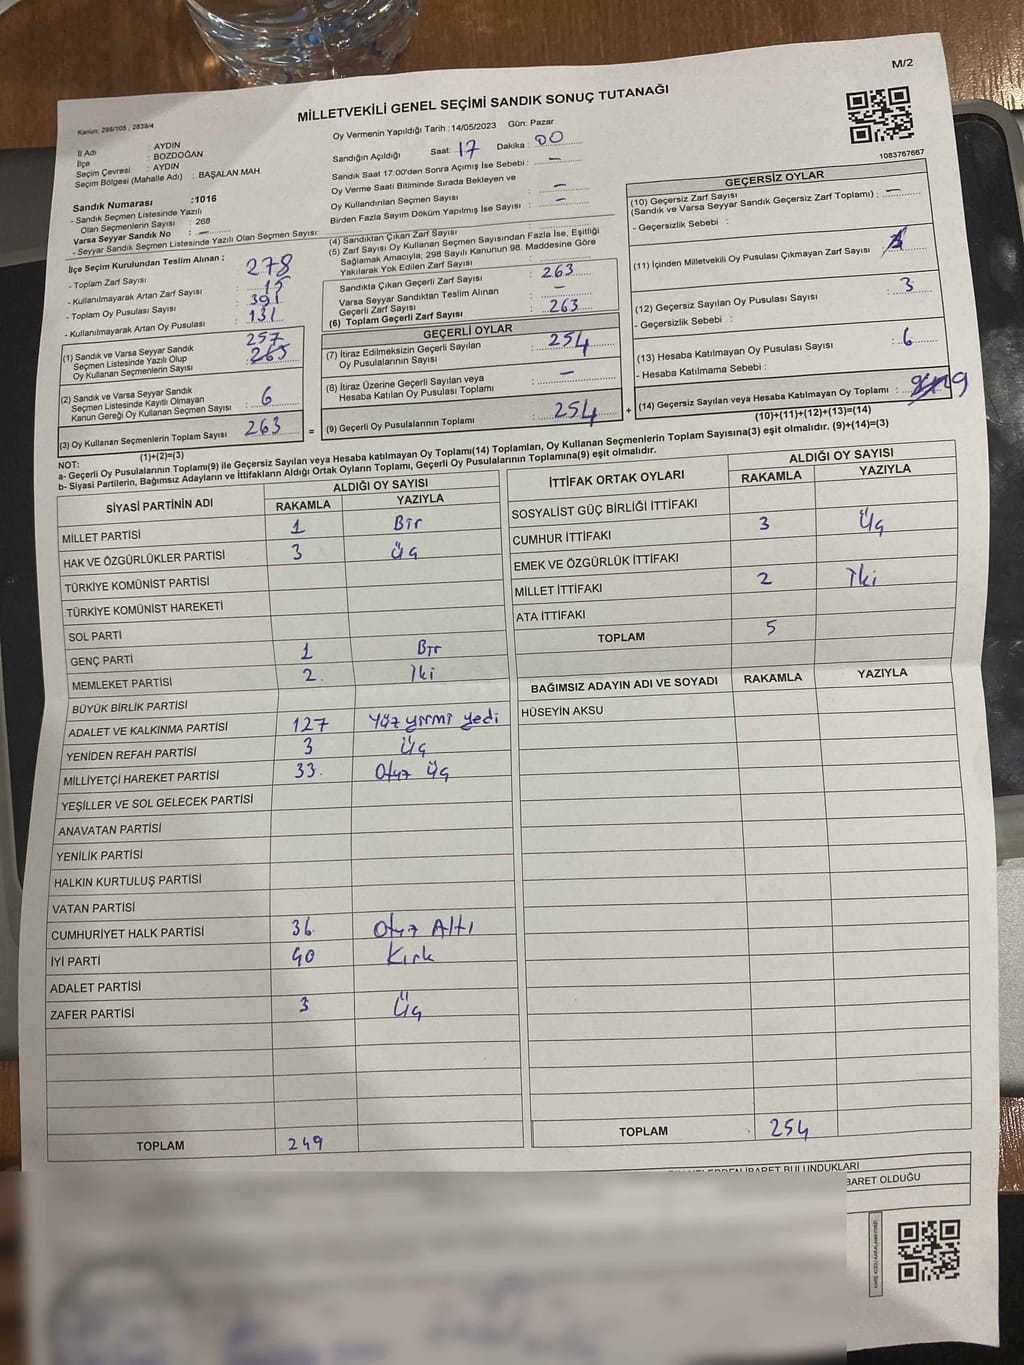 M/2
MİLLETVEKİLİ GENEL SEÇİMİ SANDIK SONUÇ TUTANAĞI
Kanun: 298/105 , 2839/4
Oy Vermenin Yapıldığı Tarih : 14/05/2023 Gün: Pazar
İl Adı : AYDIN
İlçe : BOZDOĞAN
Seçim Çevresi : AYDIN
Seçim Bölgesi (Mahalle Adı) : BAŞALAN MAH.
Sandık Numarası :1016
- Sandık Seçmen Listesinde Yazılı
Olan Seçmenlerin Sayısı : 268
Varsa Seyyar Sandık No : –
- Seyyar Sandık Seçmen Listesinde Yazılı Olan Seçmen Sayısı:
Sandığın Açıldığı Saat: 17 Dakika : 00
Sandık Saat 17:00'den Sonra Açımış İse Sebebi : –
Oy Verme Saati Bitiminde Sırada Bekleyen ve
Oy Kullandırılan Seçmen Sayısı : –
Birden Fazla Sayım Döküm Yapılmış İse Sayısı : –
1083767667
İlçe Seçim Kurulundan Teslim Alınan ;
- Toplam Zarf Sayısı : 278
- Kullanılmayarak Artan Zarf Sayısı : 15
- Toplam Oy Pusulası Sayısı : 391
- Kullanılmayarak Artan Oy Pusulası : 131
(1) Sandık ve Varsa Seyyar Sandık
Seçmen Listesinde Yazılı Olup
Oy Kullanan Seçmenlerin Sayısı : 257
(2) Sandık ve Varsa Seyyar Sandık
Seçmen Listesinde Kayıtlı Olmayan
Kanun Gereği Oy Kullanan Seçmen Sayısı : 6
(3) Oy Kullanan Seçmenlerin Toplam Sayısı 263
(1)+(2)=(3)
=
(4) Sandıktan Çıkan Zarf Sayısı :
(5) Zarf Sayısı Oy Kullanan Seçmen Sayısından Fazla İse, Eşitliği
Sağlamak Amacıyla, 298 Sayılı Kanunun 98. Maddesine Göre
Yakılarak Yok Edilen Zarf Sayısı :
Sandıkta Çıkan Geçerli Zarf Sayısı : 263
Varsa Seyyar Sandıktan Teslim Alınan
Geçerli Zarf Sayısı : –
(6) Toplam Geçerli Zarf Sayısı : 263
GEÇERLİ OYLAR
(7) İtiraz Edilmeksizin Geçerli Sayılan
Oy Pusulalarının Sayısı : 254
(8) İtiraz Üzerine Geçerli Sayılan veya
Hesaba Katılan Oy Pusulası Toplamı : –
(9) Geçerli Oy Pusulalarının Toplamı : 254
+
GEÇERSİZ OYLAR
(10) Geçersiz Zarf Sayısı
(Sandık ve Varsa Seyyar Sandık Geçersiz Zarf Toplamı) : –
- Geçersizlik Sebebi :
(11) İçinden Milletvekili Oy Pusulası Çıkmayan Zarf Sayısı :
(12) Geçersiz Sayılan Oy Pusulası Sayısı : 3
- Geçersizlik Sebebi :
(13) Hesaba Katılmayan Oy Pusulası Sayısı : 6
- Hesaba Katılmama Sebebi :
(14) Geçersiz Sayılan veya Hesaba Katılmayan Oy Toplamı : 9
(10)+(11)+(12)+(13)=(14)
NOT:
a- Geçerli Oy Pusulalarının Toplamı(9) ile Geçersiz Sayılan veya Hesaba katılmayan Oy Toplamı(14) Toplamları, Oy Kullanan Seçmenlerin Toplam Sayısına(3) eşit olmalıdır. (9)+(14)=(3)
b- Siyasi Partilerin, Bağımsız Adayların ve İttifakların Aldığı Ortak Oyların Toplamı, Geçerli Oy Pusulalarının Toplamına(9) eşit olmalıdır.
SİYASİ PARTİNİN ADI ALDIĞI OY SAYISI
RAKAMLA YAZIYLA
MİLLET PARTİSİ 1 Bir
HAK VE ÖZGÜRLÜKLER PARTİSİ 3 Üç
TÜRKİYE KOMÜNİST PARTİSİ
TÜRKİYE KOMÜNİST HAREKETİ
SOL PARTİ
GENÇ PARTİ 1 Bir
MEMLEKET PARTİSİ 2. İki
BÜYÜK BİRLİK PARTİSİ
ADALET VE KALKINMA PARTİSİ 127 Yüz yirmi yedi
YENİDEN REFAH PARTİSİ 3 Üç
MİLLİYETÇİ HAREKET PARTİSİ 33. Otuz üç
YEŞİLLER VE SOL GELECEK PARTİSİ
ANAVATAN PARTİSİ
YENİLİK PARTİSİ
HALKIN KURTULUŞ PARTİSİ
VATAN PARTİSİ
CUMHURİYET HALK PARTİSİ 36. Otuz Altı
İYİ PARTİ 40 Kırk
ADALET PARTİSİ
ZAFER PARTİSİ 3 Üç
TOPLAM 249
İTTİFAK ORTAK OYLARI ALDIĞI OY SAYISI
RAKAMLA YAZIYLA
SOSYALİST GÜÇ BİRLİĞİ İTTİFAKI
CUMHUR İTTİFAKI 3 Üç
EMEK VE ÖZGÜRLÜK İTTİFAKI
MİLLET İTTİFAKI 2 İki
ATA İTTİFAKI
TOPLAM 5
BAĞIMSIZ ADAYIN ADI VE SOYADI RAKAMLA YAZIYLA
HÜSEYİN AKSU
TOPLAM 254
İBARET BULUNDUKLARI
BARET OLDUĞU